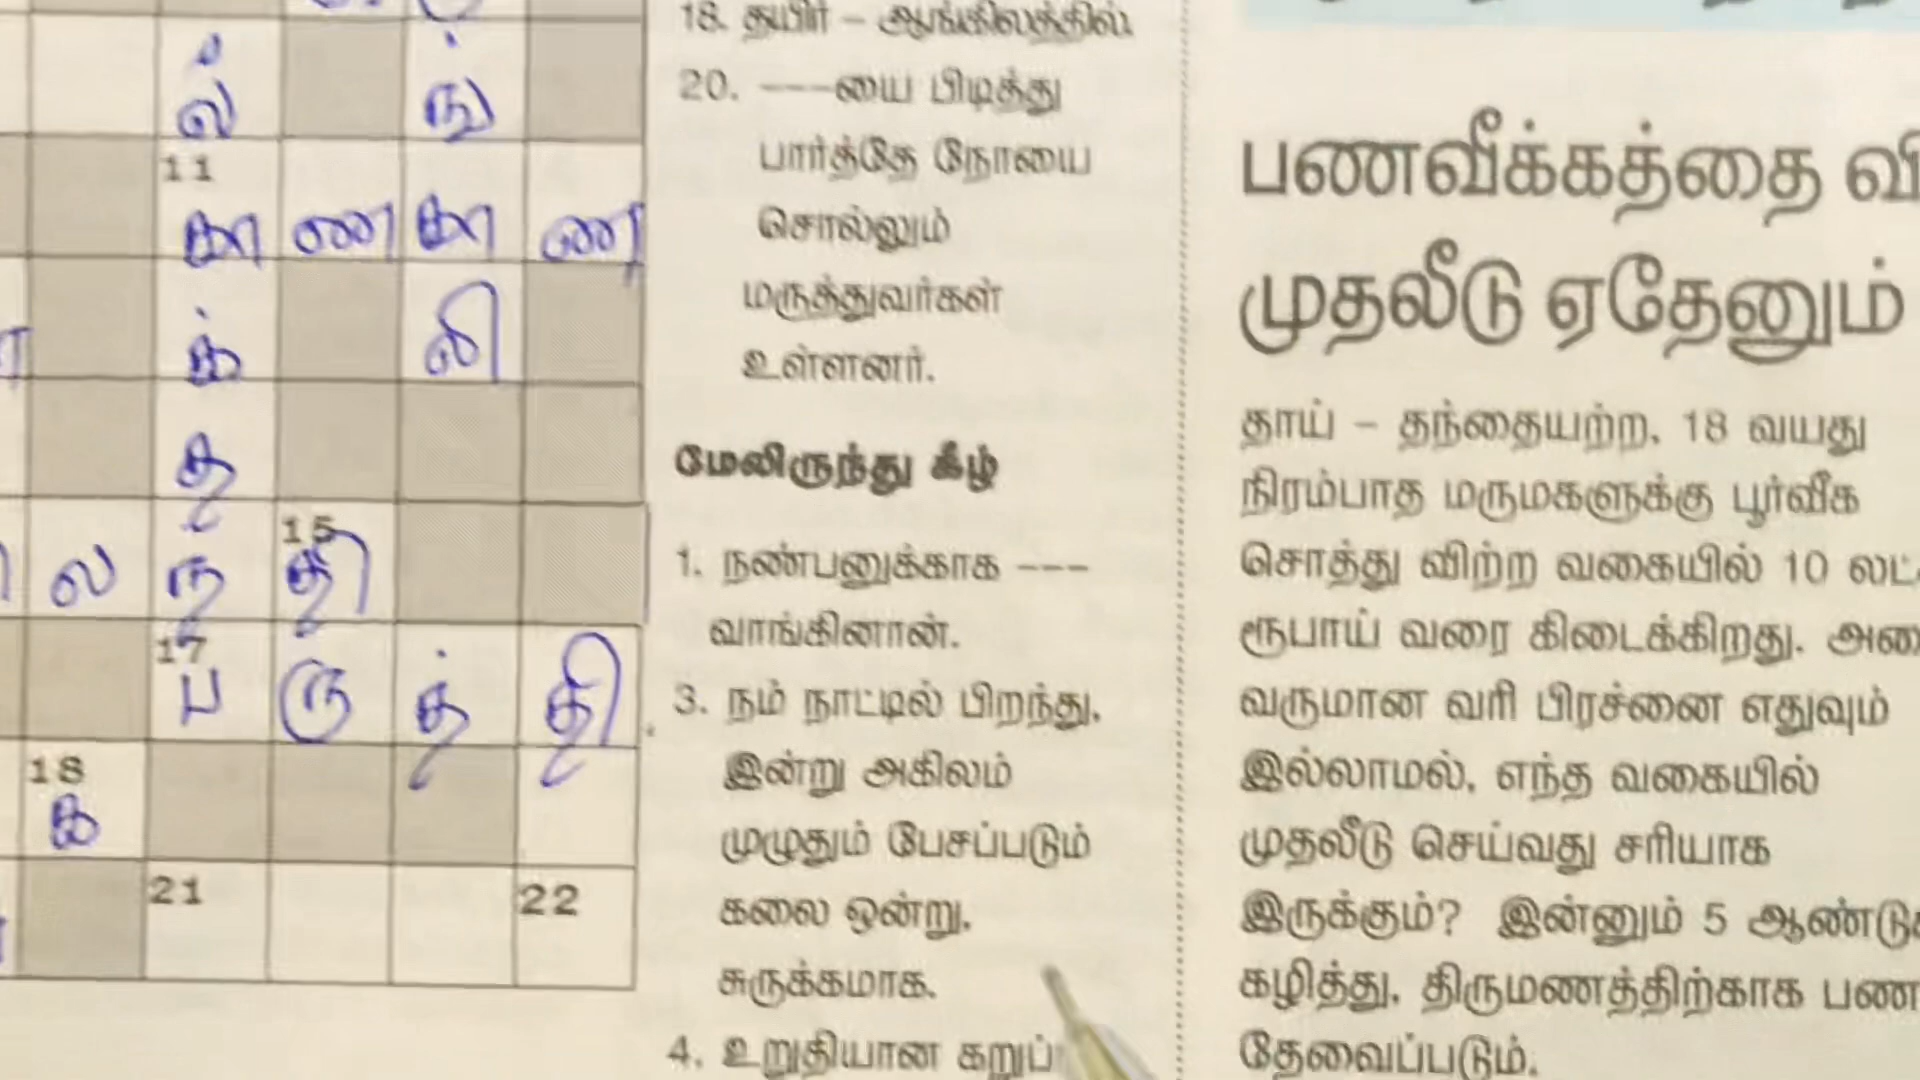 ல் ந்
11
கா ண கா ண
க் லி
த
ல ந் 15 தி
17
ப ரு த் தி
18
க
21 22
18. தயிர் – ஆங்கிலத்தில்.
20. ---யை பிடித்து
பார்த்தே நோயை
சொல்லும்
மருத்துவர்கள்
உள்ளனர்.
மேலிருந்து கீழ்
1. நண்பனுக்காக ---
வாங்கினான்.
3. நம் நாட்டில் பிறந்து,
இன்று அகிலம்
முழுதும் பேசப்படும்
கலை ஒன்று,
சுருக்கமாக.
4. உறுதியான
பணவீக்கத்தை
முதலீடு ஏதேனும்
தாய் – தந்தையற்ற, 18 வயது
நிரம்பாத மருமகளுக்கு பூர்வீக
சொத்து விற்ற வகையில் 10
ரூபாய் வரை கிடைக்கிறது.
வருமான வரி பிரச்னை எதுவும்
இல்லாமல், எந்த வகையில்
முதலீடு செய்வது சரியாக
இருக்கும்? இன்னும் 5
கழித்து, திருமணத்திற்காக பண
தேவைப்படும்.